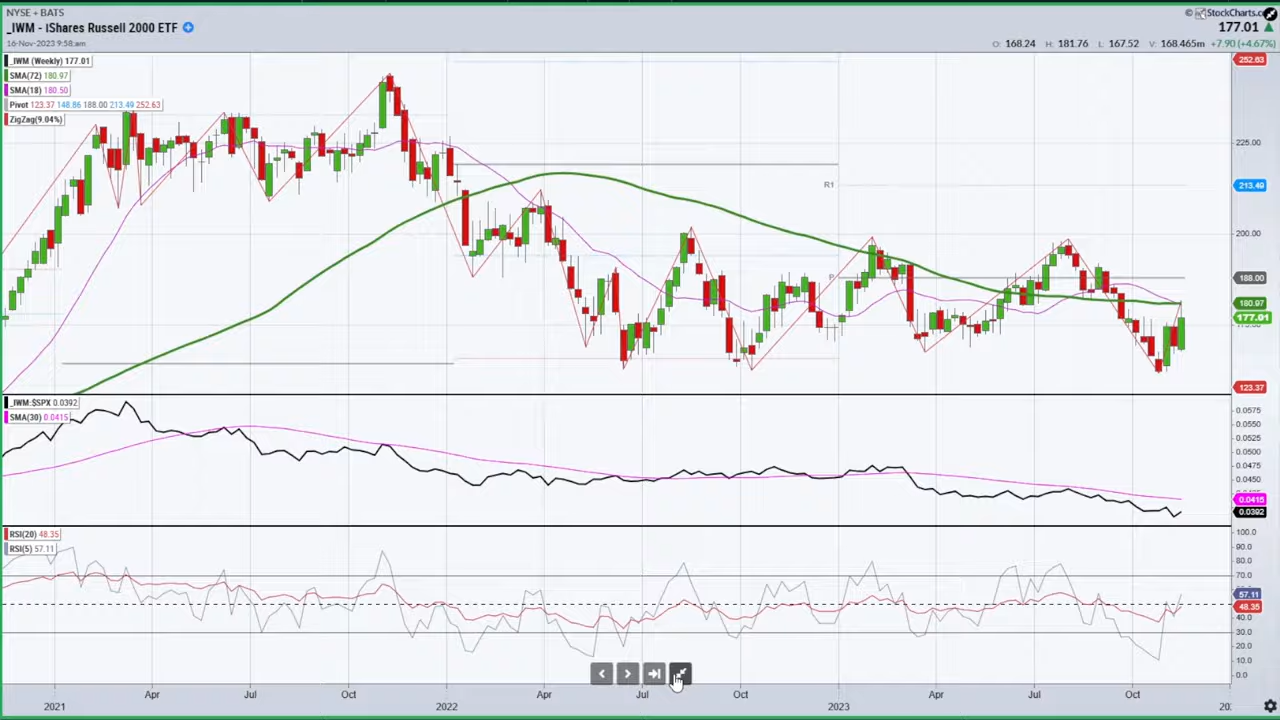 NYSE + BATS
© StockCharts.co
_IWM - iShares Russell 2000 ETF
177.01
16-Nov-2023 9:58am
O: 168.24 H: 181.76 L: 167.52 V: 168.465m +7.90 (+4.67%)
_IWM (Weekly) 177.01
SMA(72) 180.97
SMA(18) 180.50
Pivot 123.37 148.86 188.00 213.49 252.63
ZigZag(9.04%)
252.63
225.00
R1
213.49
200.00
P
188.00
180.97
177.01
123.37
_IWM:$SPX 0.0392
SMA(30) 0.0415
0.0575
0.0550
0.0525
0.0500
0.0475
0.0450
0.0415
0.0392
RSI(20) 48.35
RSI(5) 57.11
100.0
90.0
80.0
70.0
57.11
48.35
40.0
30.0
20.0
10.0
0.0
Apr Jul Oct Apr Jul Oct Apr Jul Oct
2021 2022 2023